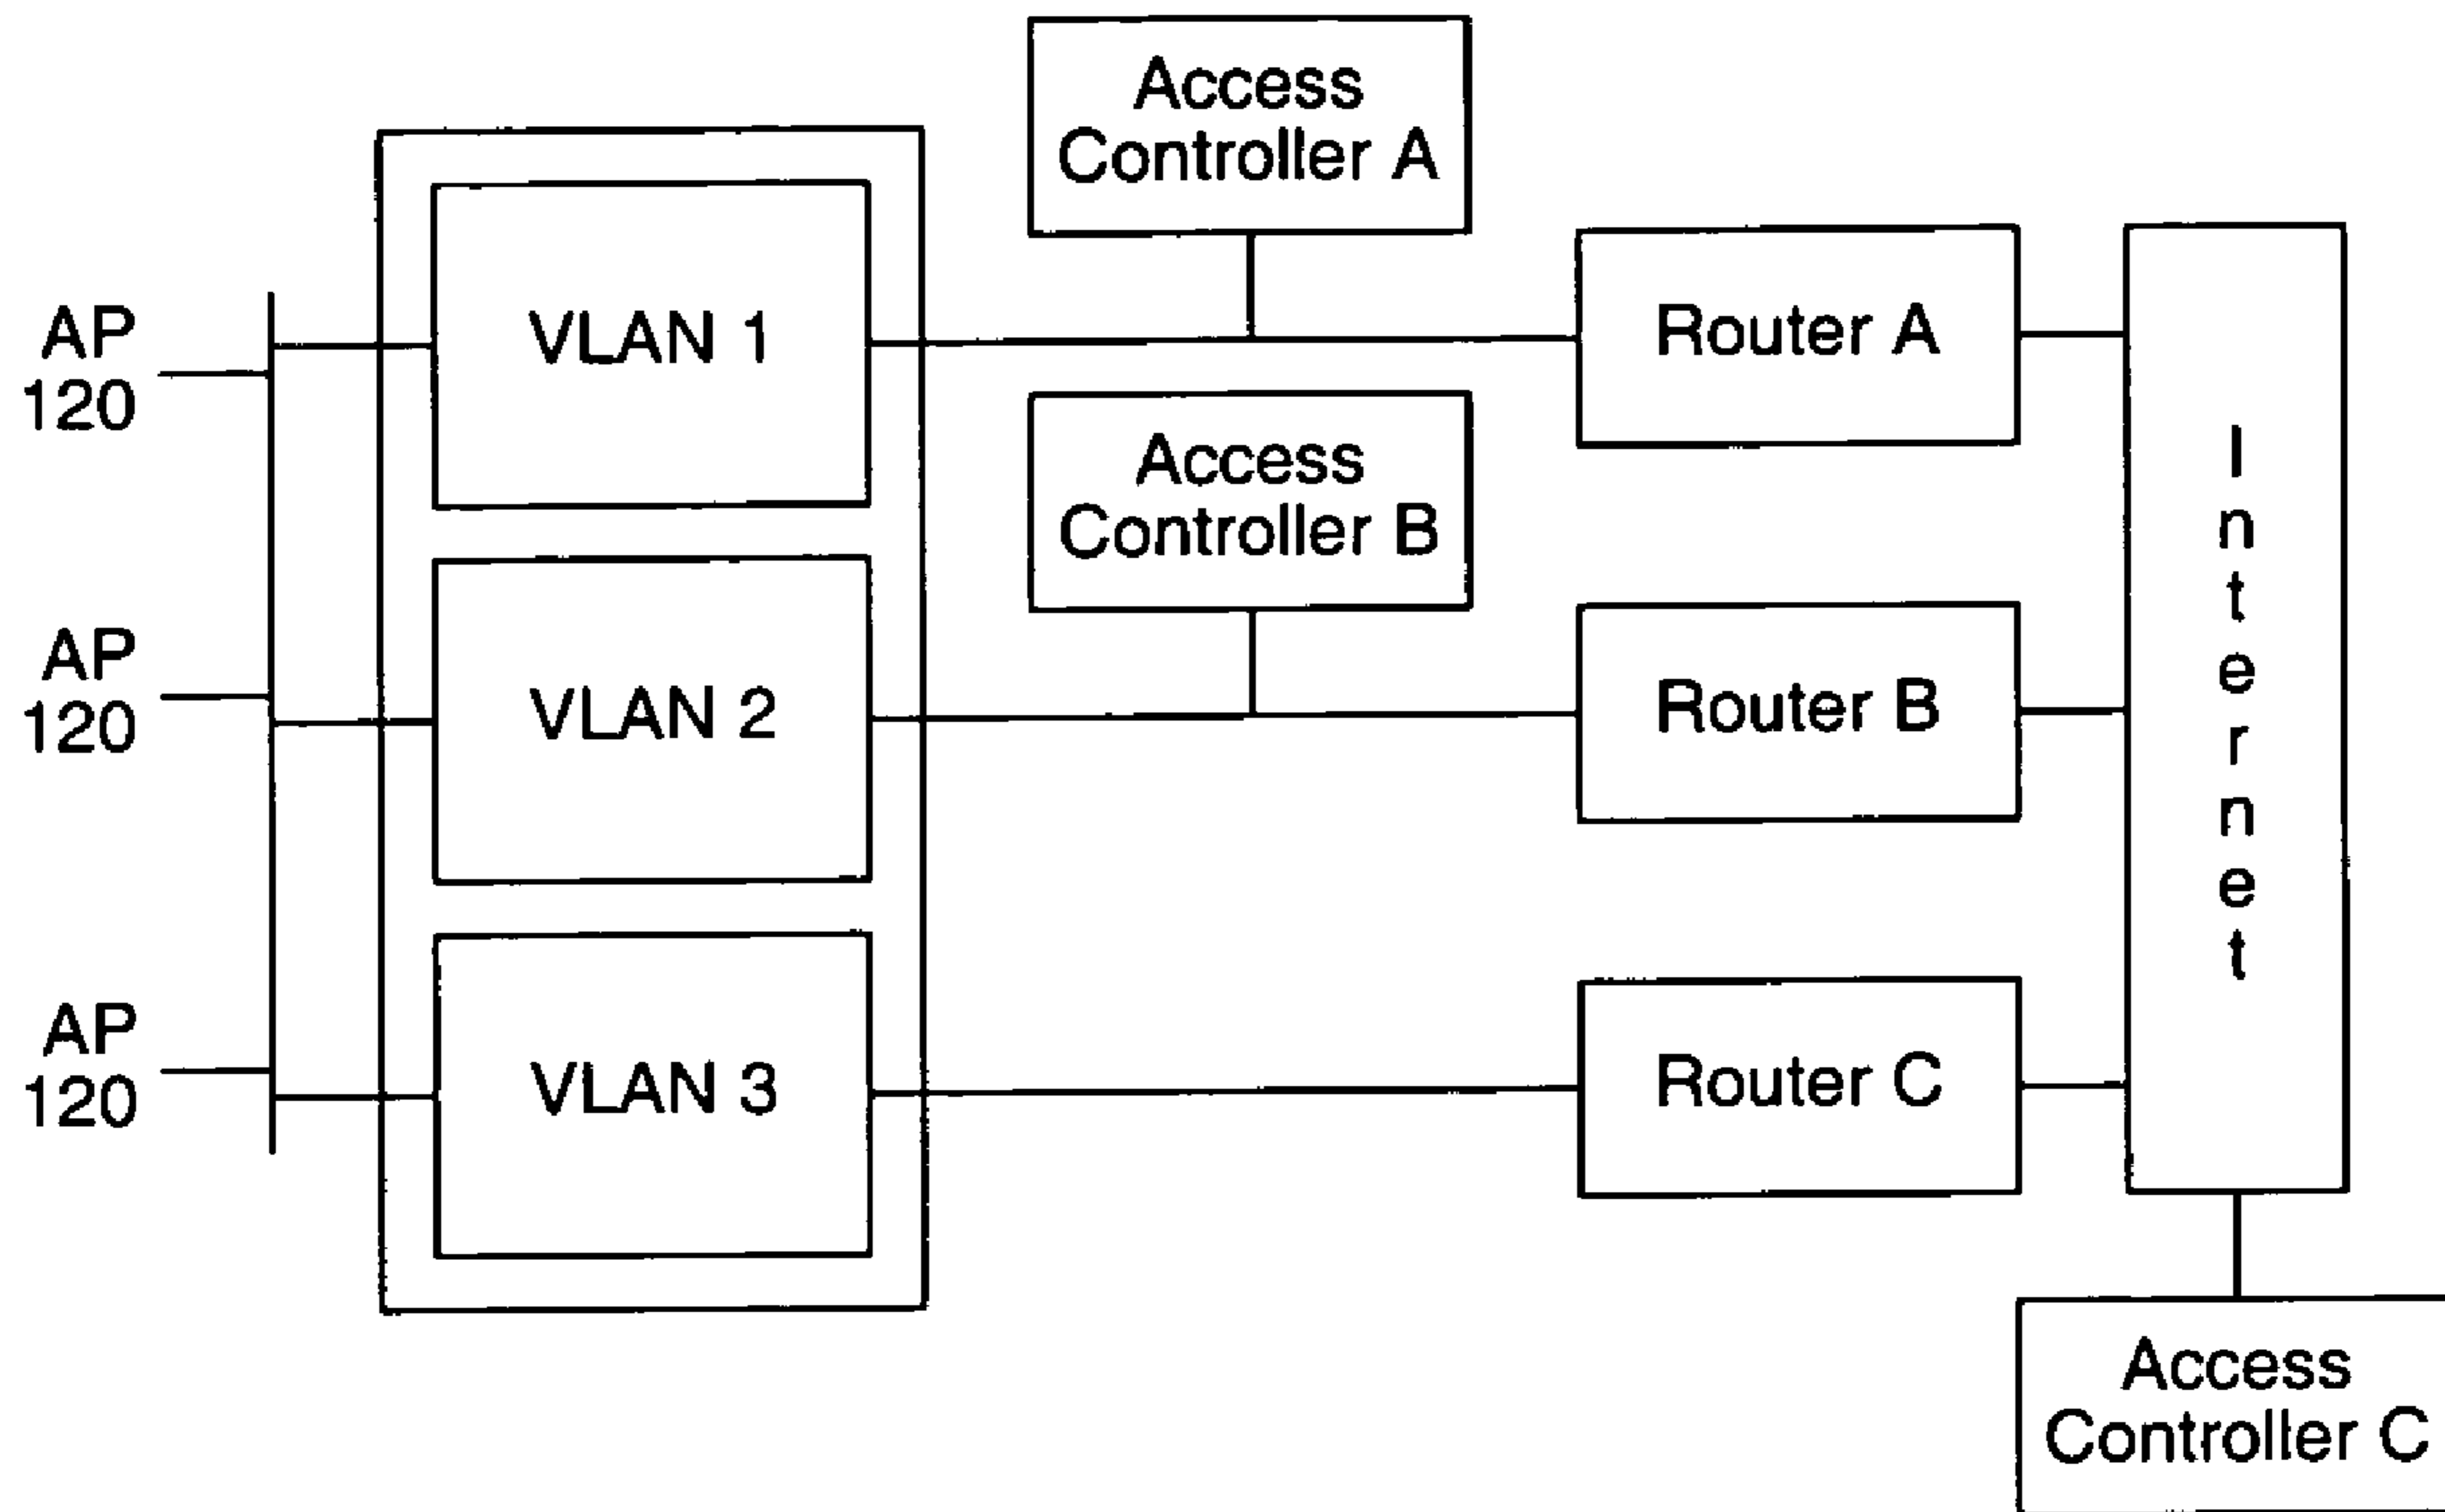 Access
Controller A
AP
120
VLAN 1
Router A
Access
Controller B
AP
120
VLAN 2
Router B
Internet
AP
120
VLAN 3
Router C
Access
Controller C